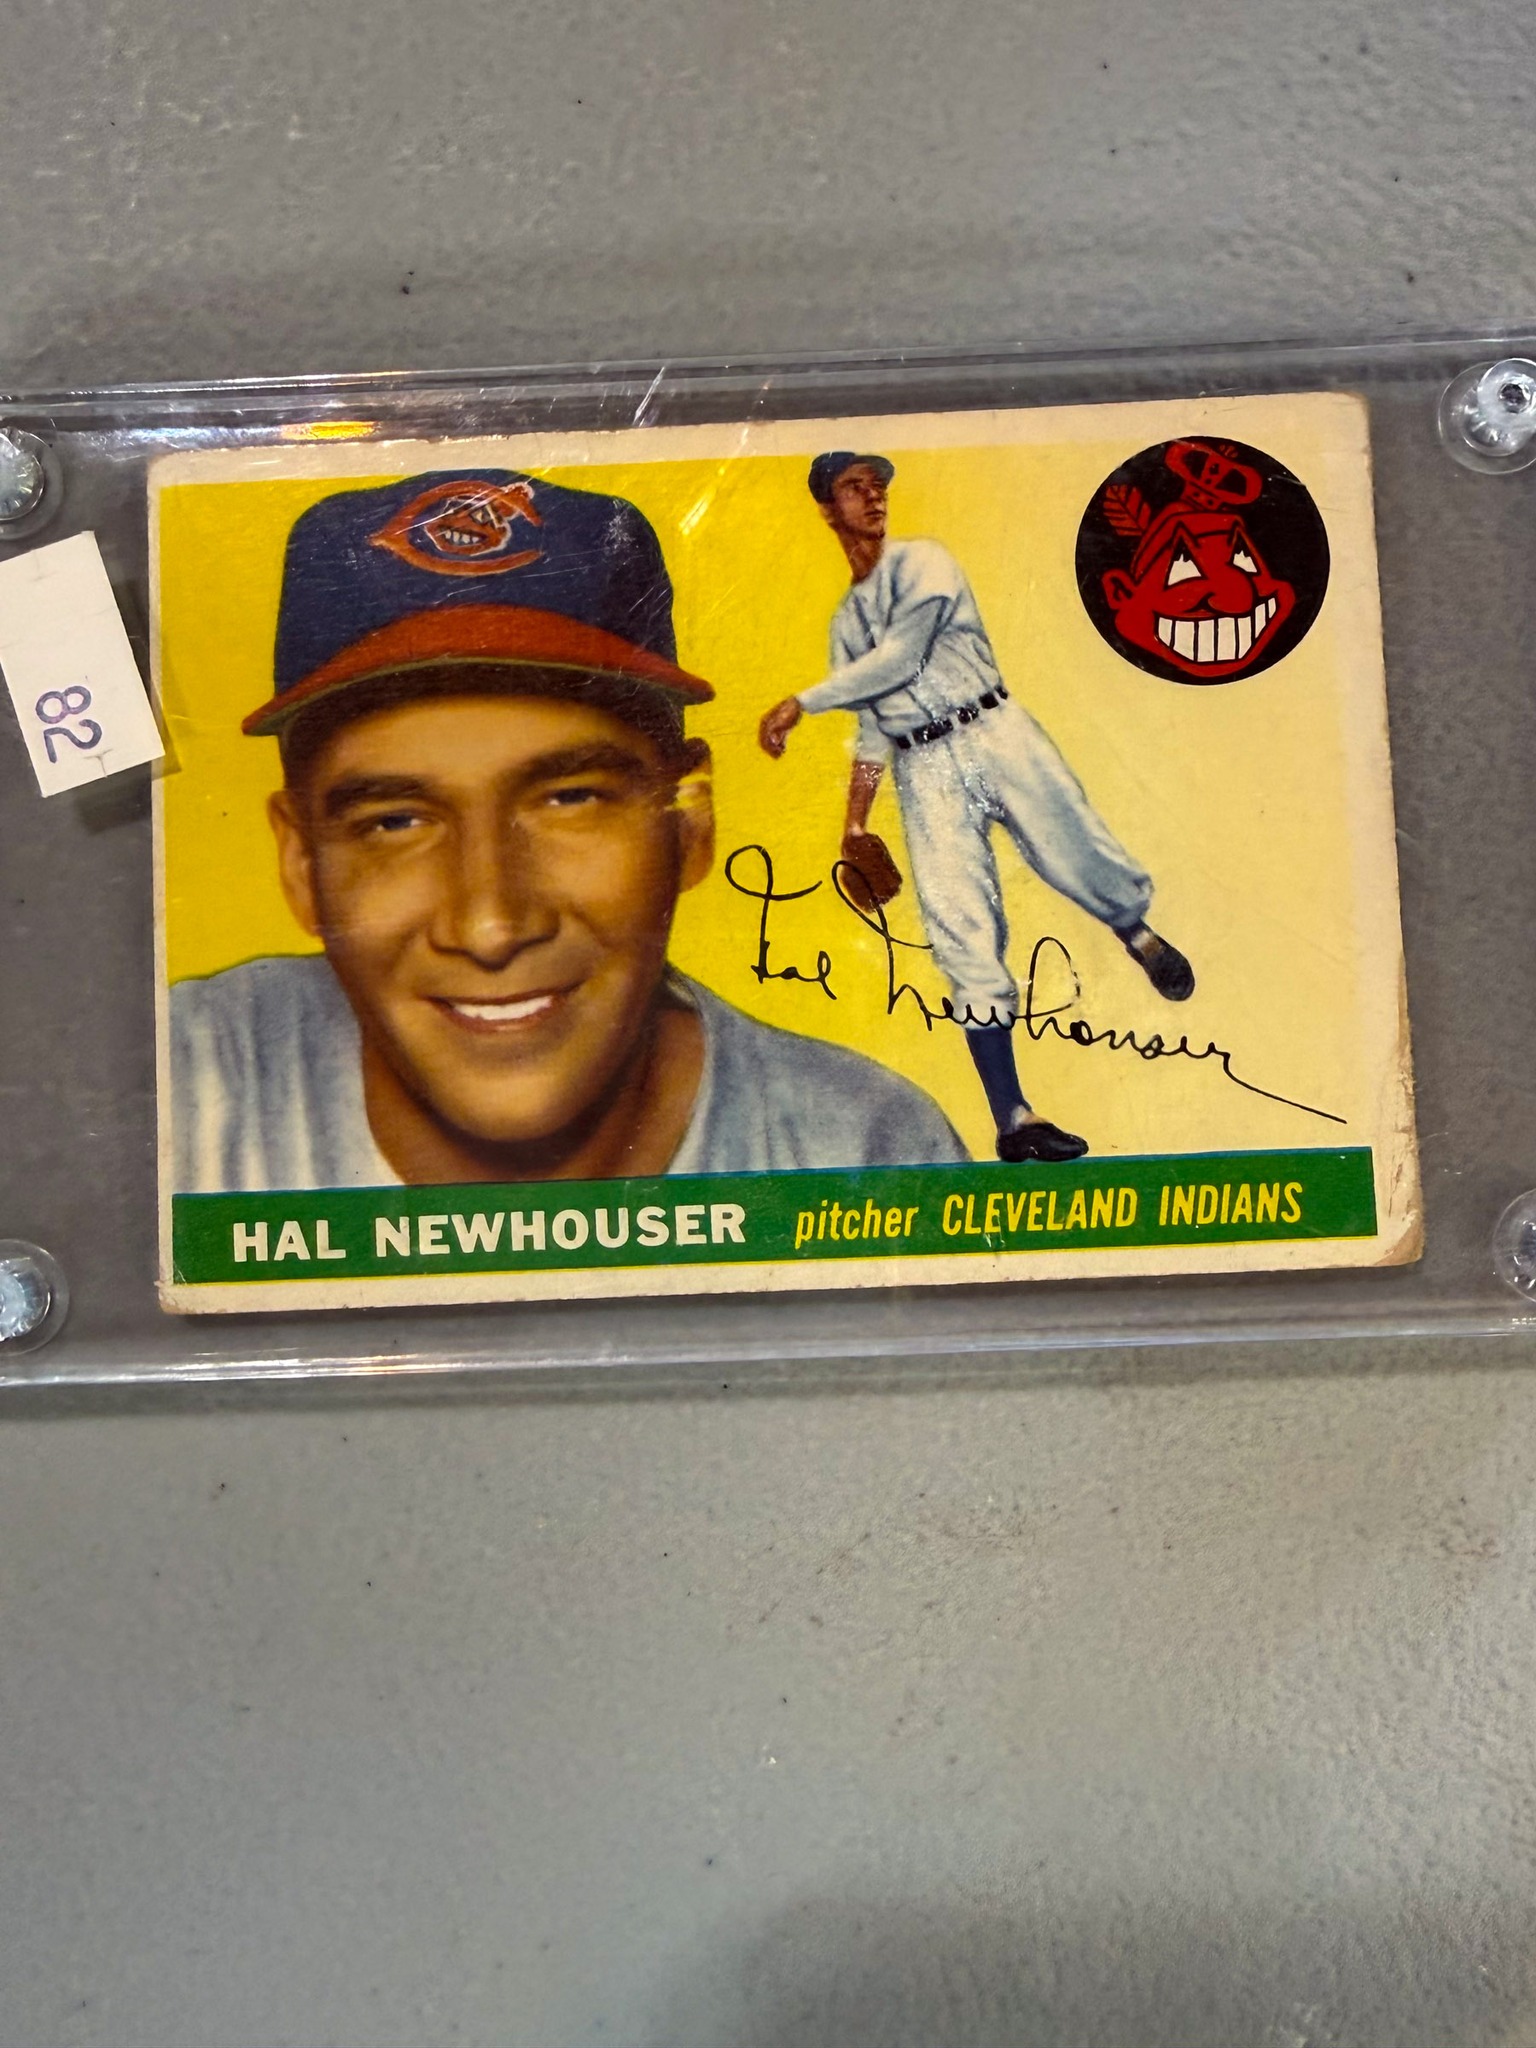 82
Hal Newhouser
HAL NEWHOUSER pitcher CLEVELAND INDIANS